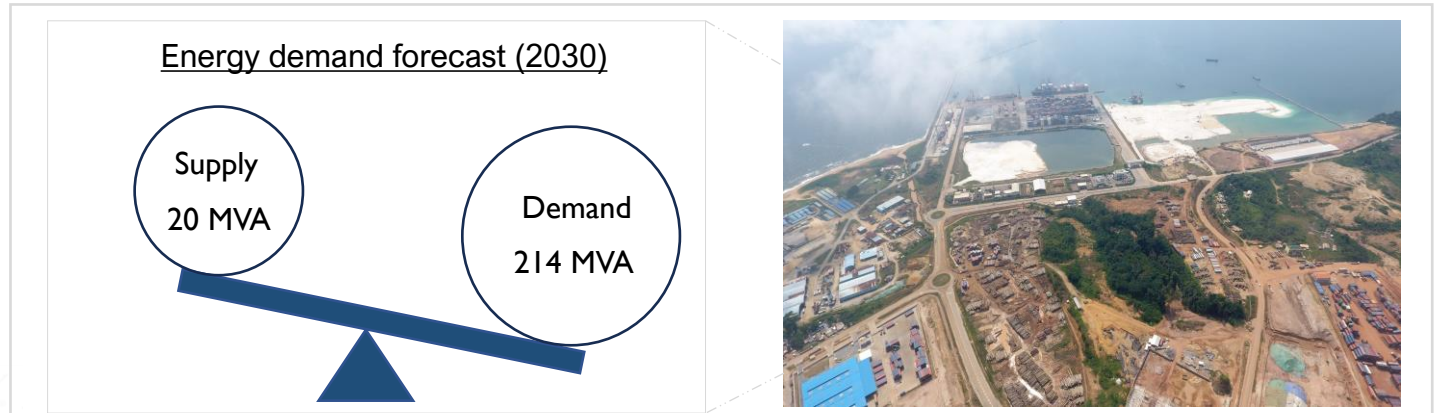 Energy demand forecast (2030)
Supply
20 MVA
Demand
214 MVA